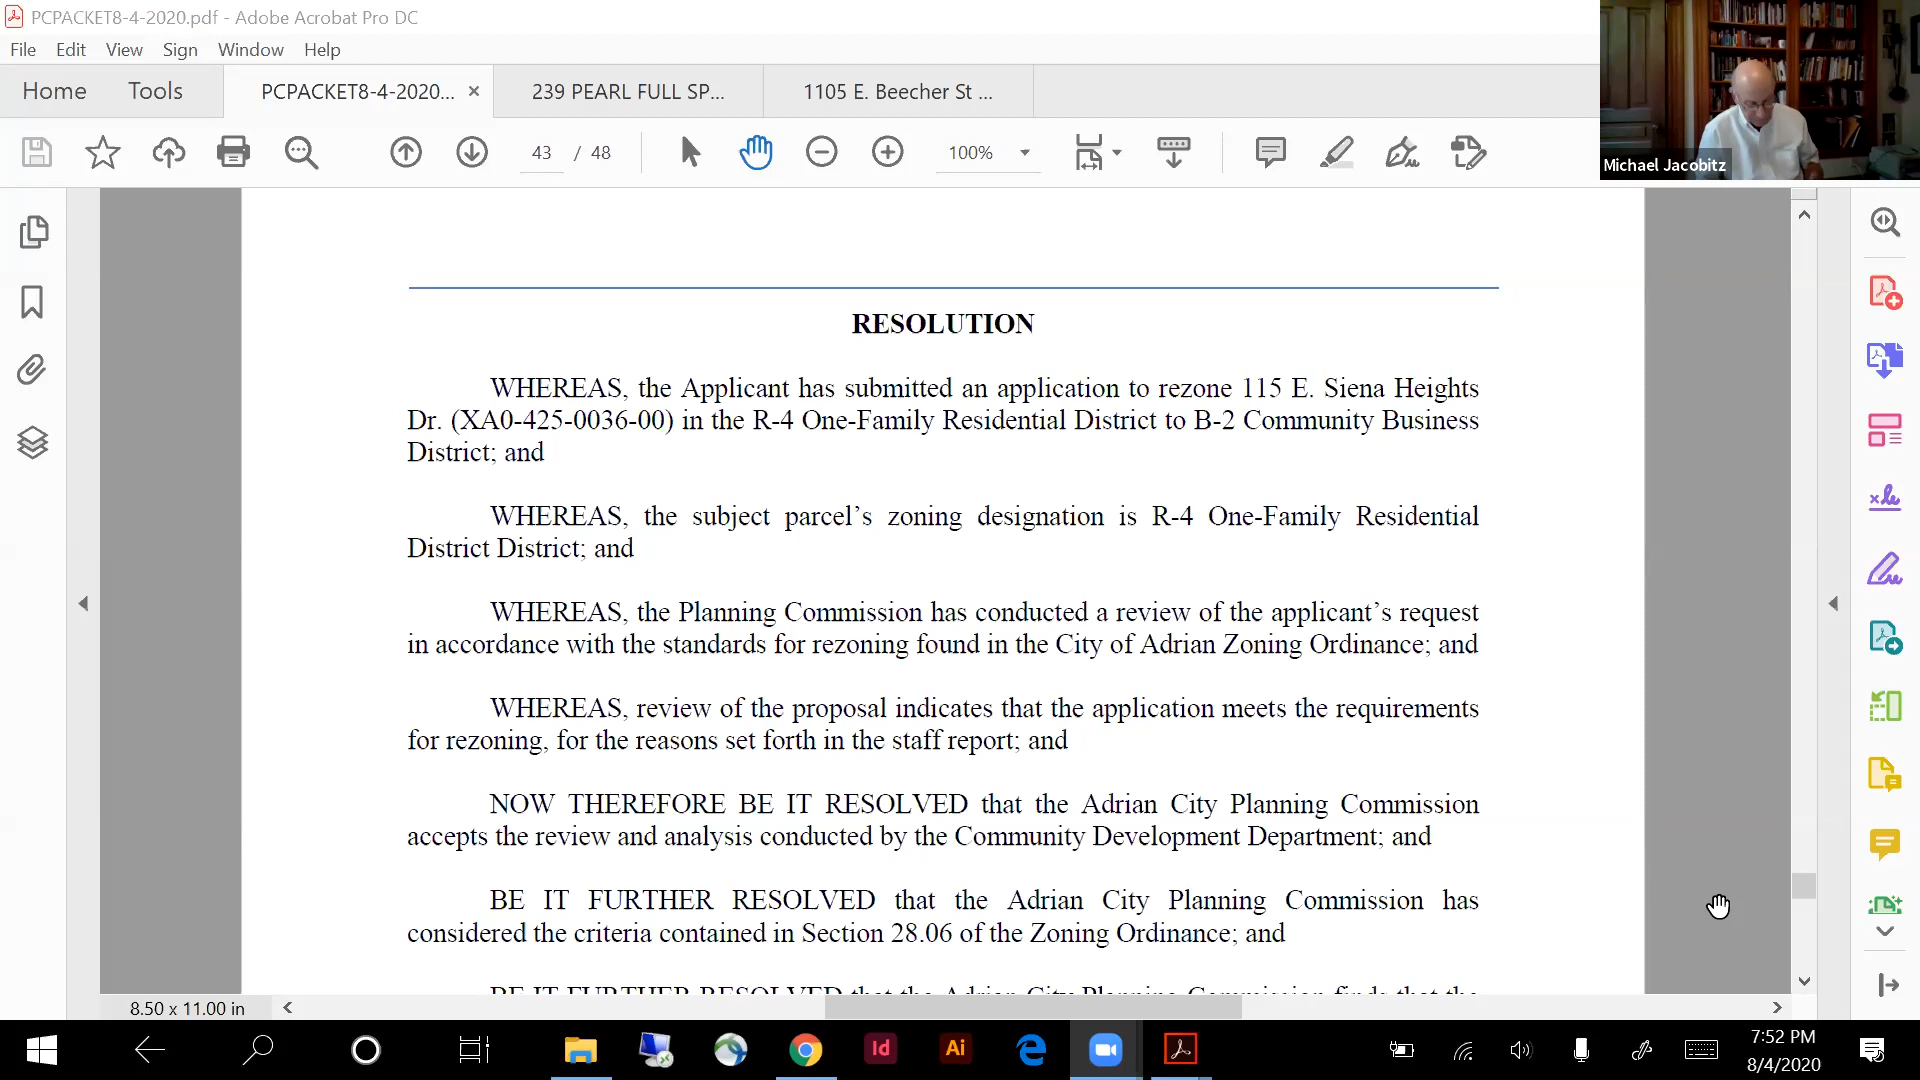 PCPACKET8-4-2020.pdf - Adobe Acrobat Pro DC
File Edit View Sign Window Help
Home Tools PCPACKET8-4-2020... × 239 PEARL FULL SP... 1105 E. Beecher St ...
43 / 48 100%
Michael Jacobitz
RESOLUTION
WHEREAS, the Applicant has submitted an application to rezone 115 E. Siena Heights
Dr. (XA0-425-0036-00) in the R-4 One-Family Residential District to B-2 Community Business
District; and
WHEREAS, the subject parcel’s zoning designation is R-4 One-Family Residential
District District; and
WHEREAS, the Planning Commission has conducted a review of the applicant’s request
in accordance with the standards for rezoning found in the City of Adrian Zoning Ordinance; and
WHEREAS, review of the proposal indicates that the application meets the requirements
for rezoning, for the reasons set forth in the staff report; and
NOW THEREFORE BE IT RESOLVED that the Adrian City Planning Commission
accepts the review and analysis conducted by the Community Development Department; and
BE IT FURTHER RESOLVED that the Adrian City Planning Commission has
considered the criteria contained in Section 28.06 of the Zoning Ordinance; and
BE IT FURTHER RESOLVED that the Adrian City Planning Commission finds that the
8.50 x 11.00 in
Id Ai
7:52 PM
8/4/2020